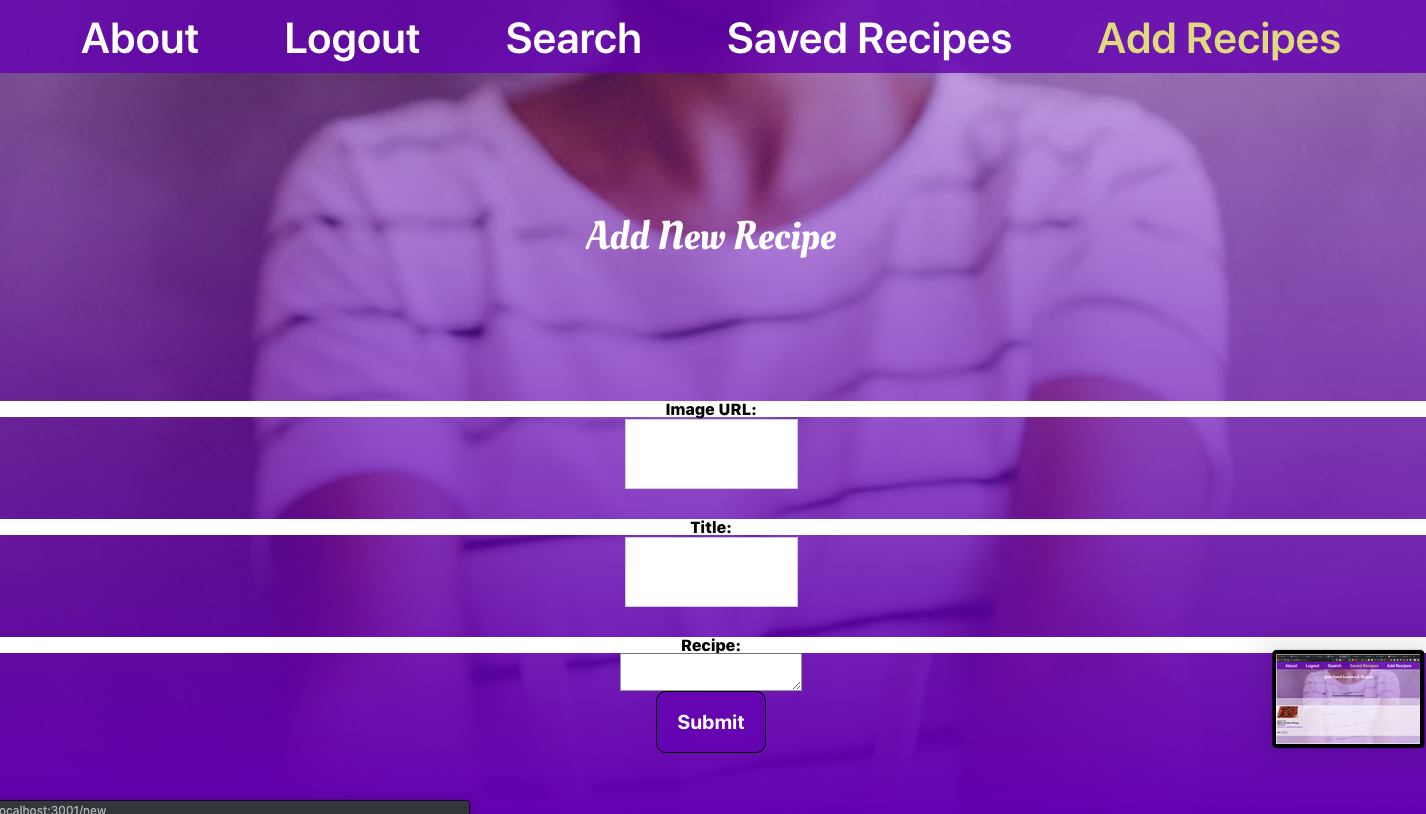 About Logout Search Saved Recipes Add Recipes
Add New Recipe
Image URL:
Title:
Recipe:
Submit
ocalhost:3001/new